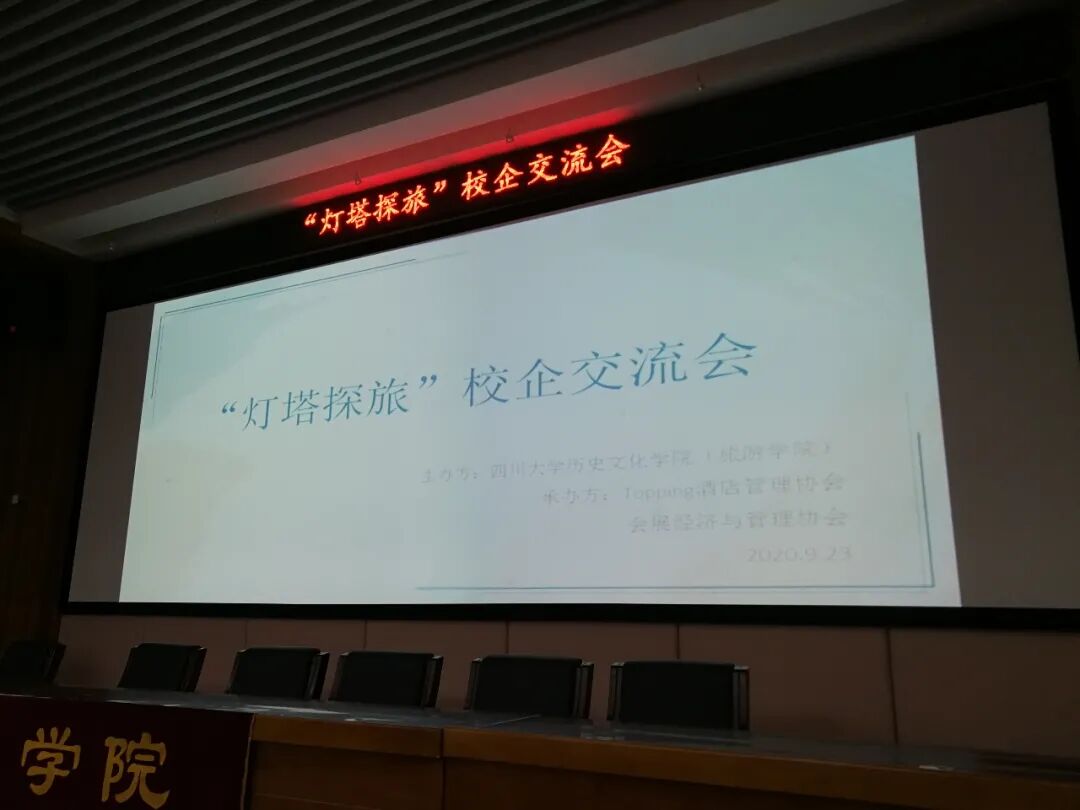 “灯塔探旅”校企交流会
“灯塔探旅”校企交流会
主办方：四川大学历史文化学院（旅游学院）
承办方：Topping酒店管理协会
会展经济与管理协会
2020.9.23
学院